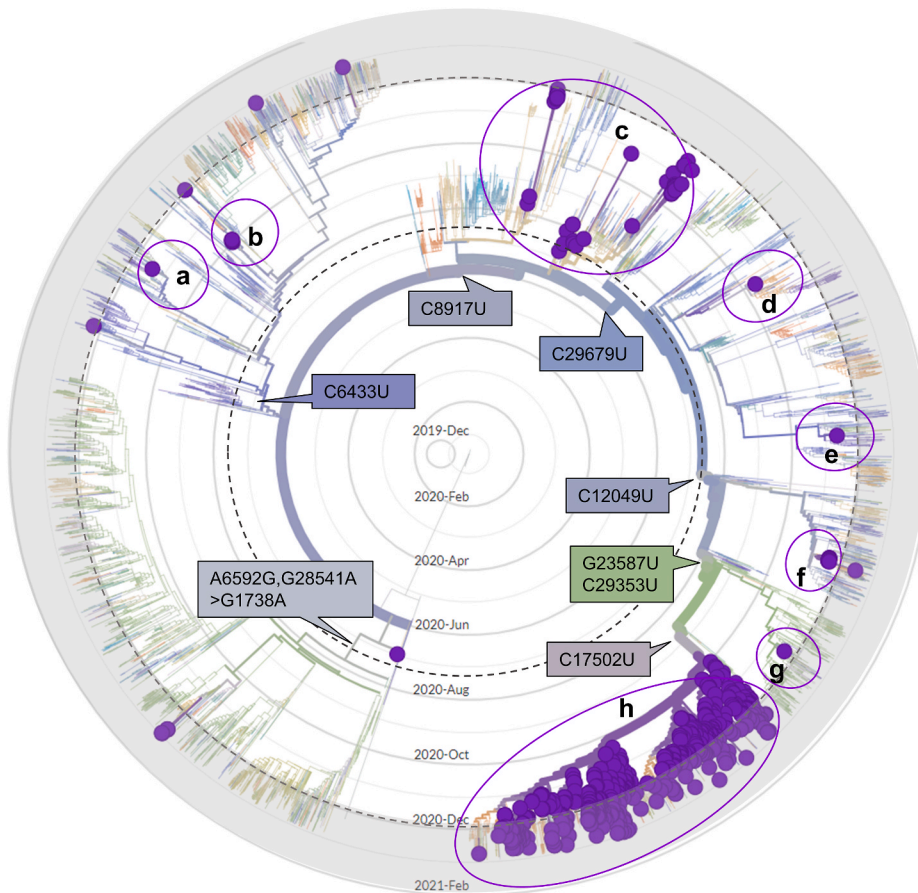 c
b
a
d
C8917U
C29679U
C6433U
2019-Dec
e
2020-Feb
C12049U
2020-Apr
G23587U
C29353U
f
A6592G,G28541A
>G1738A
2020-Jun
C17502U
g
2020-Aug
h
2020-Oct
2020-Dec
2021-Feb